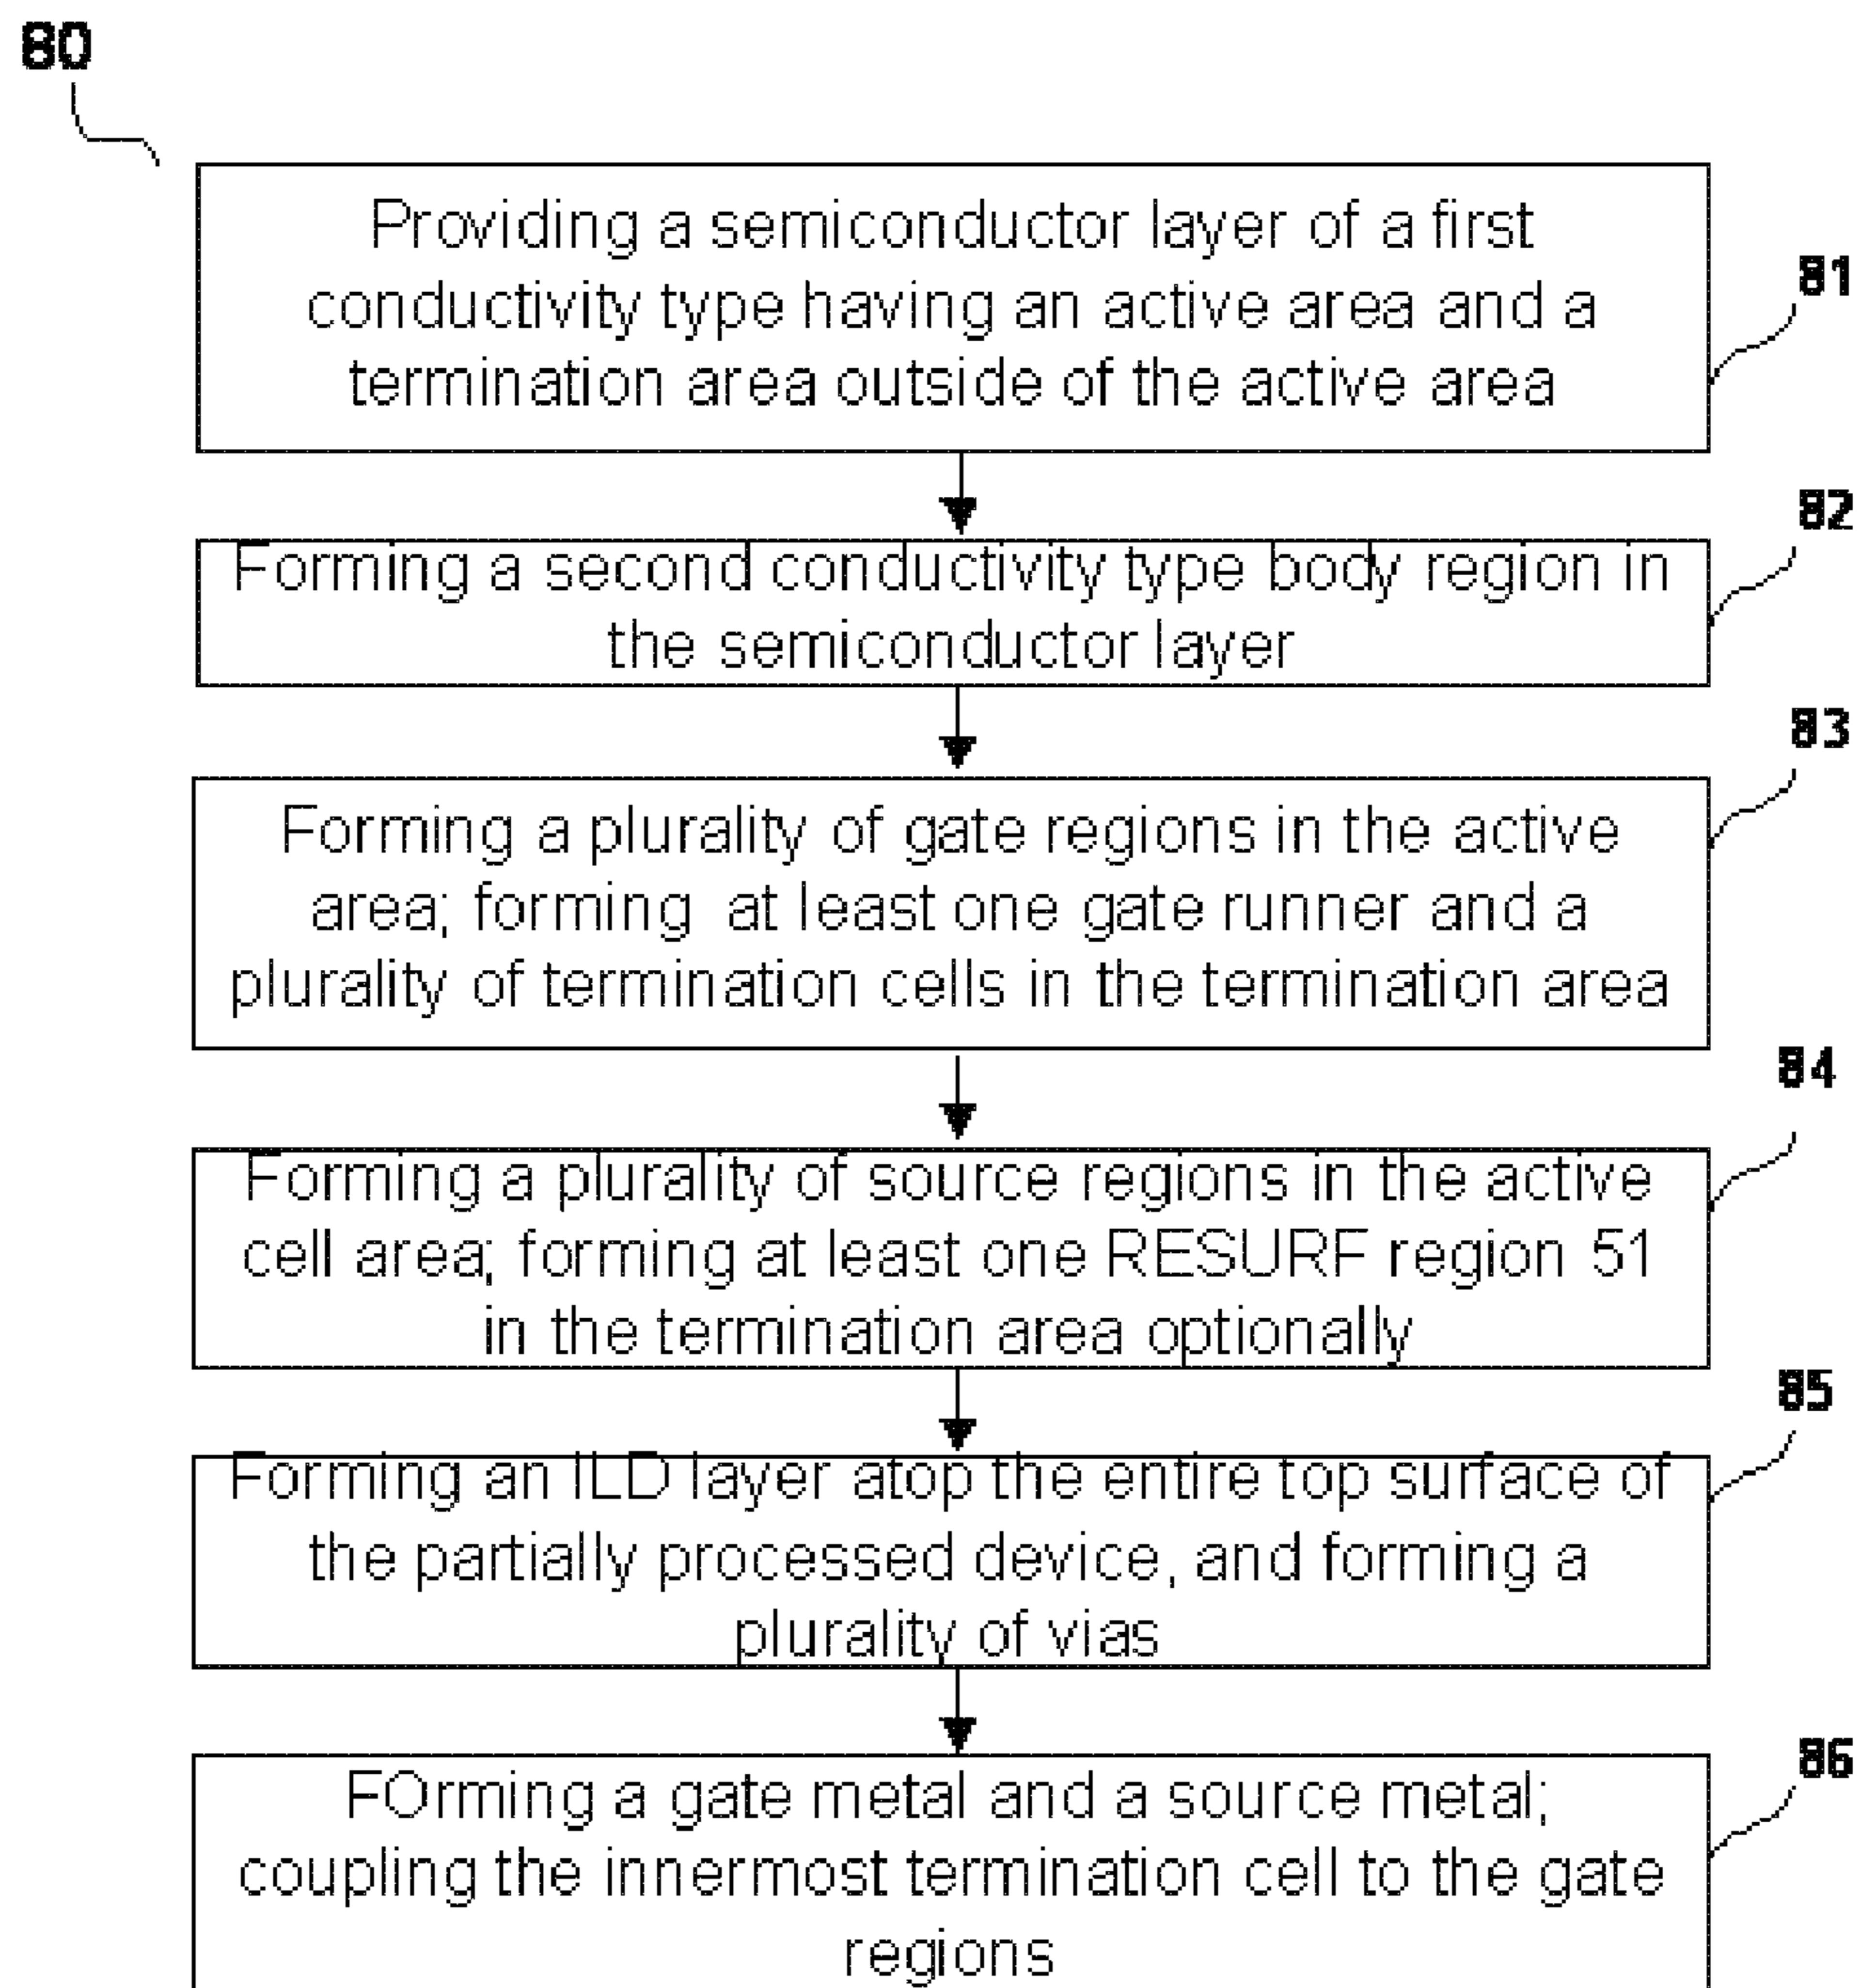 80
Providing a semiconductor layer of a first
conductivity type having an active area and a
termination area outside of the active area
81
Forming a second conductivity type body region in
the semiconductor layer
82
Forming a plurality of gate regions in the active
area; forming at least one gate runner and a
plurality of termination cells in the termination area
83
Forming a plurality of source regions in the active
cell area; forming at least one RESURF region 51
in the termination area optionally
84
Forming an ILD layer atop the entire top surface of
the partially processed device, and forming a
plurality of vias
85
FOrming a gate metal and a source metal;
coupling the innermost termination cell to the gate
regions
86